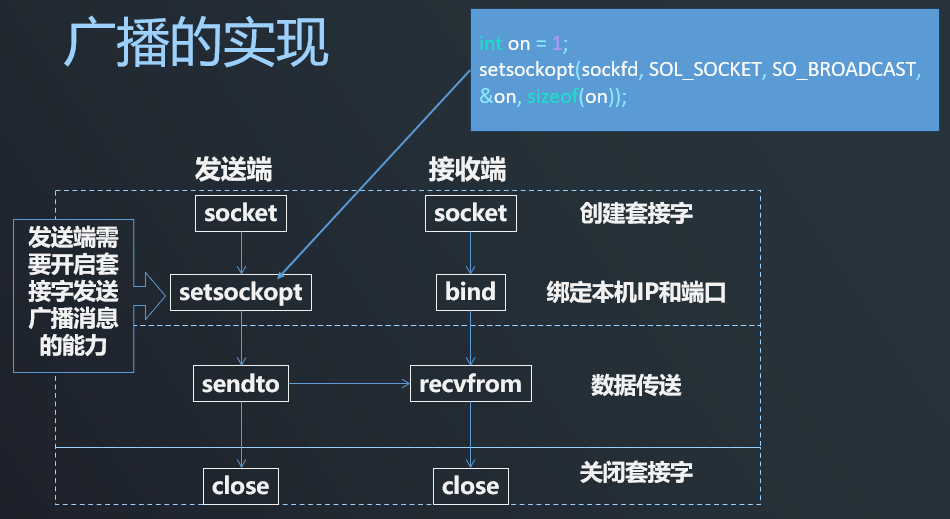 广播的实现
int on = 1;
setsockopt(sockfd, SOL_SOCKET, SO_BROADCAST,
&on, sizeof(on));
发送端
接收端
socket
socket
创建套接字
发送端需
要开启套
接字发送
广播消息
的能力
setsockopt
bind
绑定本机IP和端口
sendto
recvfrom
数据传送
close
close
关闭套接字